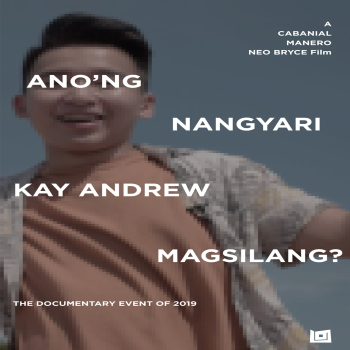 A
CABANIAL
MANERO
NEO BRYCE Film
ANO'NG
NANGYARI
KAY ANDREW
MAGSILANG?
THE DOCUMENTARY EVENT OF 2019